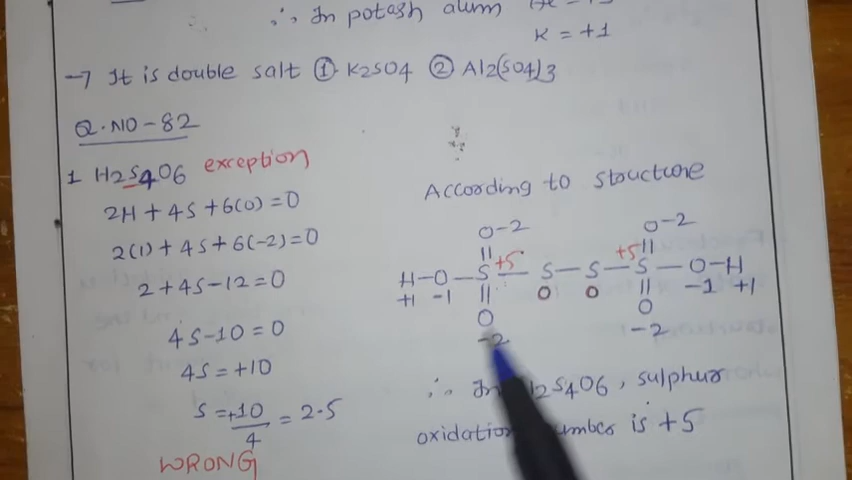 ∴ In potash alum
K = +1
→ It is double salt ① K2SO4 ② Al2(SO4)3
Q.NO-82
1 H2S4O6 exception
2H + 4S + 6(O) = 0
2(1) + 4S + 6(-2) = 0
2 + 4S - 12 = 0
4S - 10 = 0
4S = +10
S = +10/4 = 2.5
WRONG
According to structure
O-2 O-2
+5 +5
H-O-S-S-S-S-O-H
+1 -1 0 0 -1 +1
O O
-2 -2
∴ In H2S4O6, sulphur
oxidation number is +5